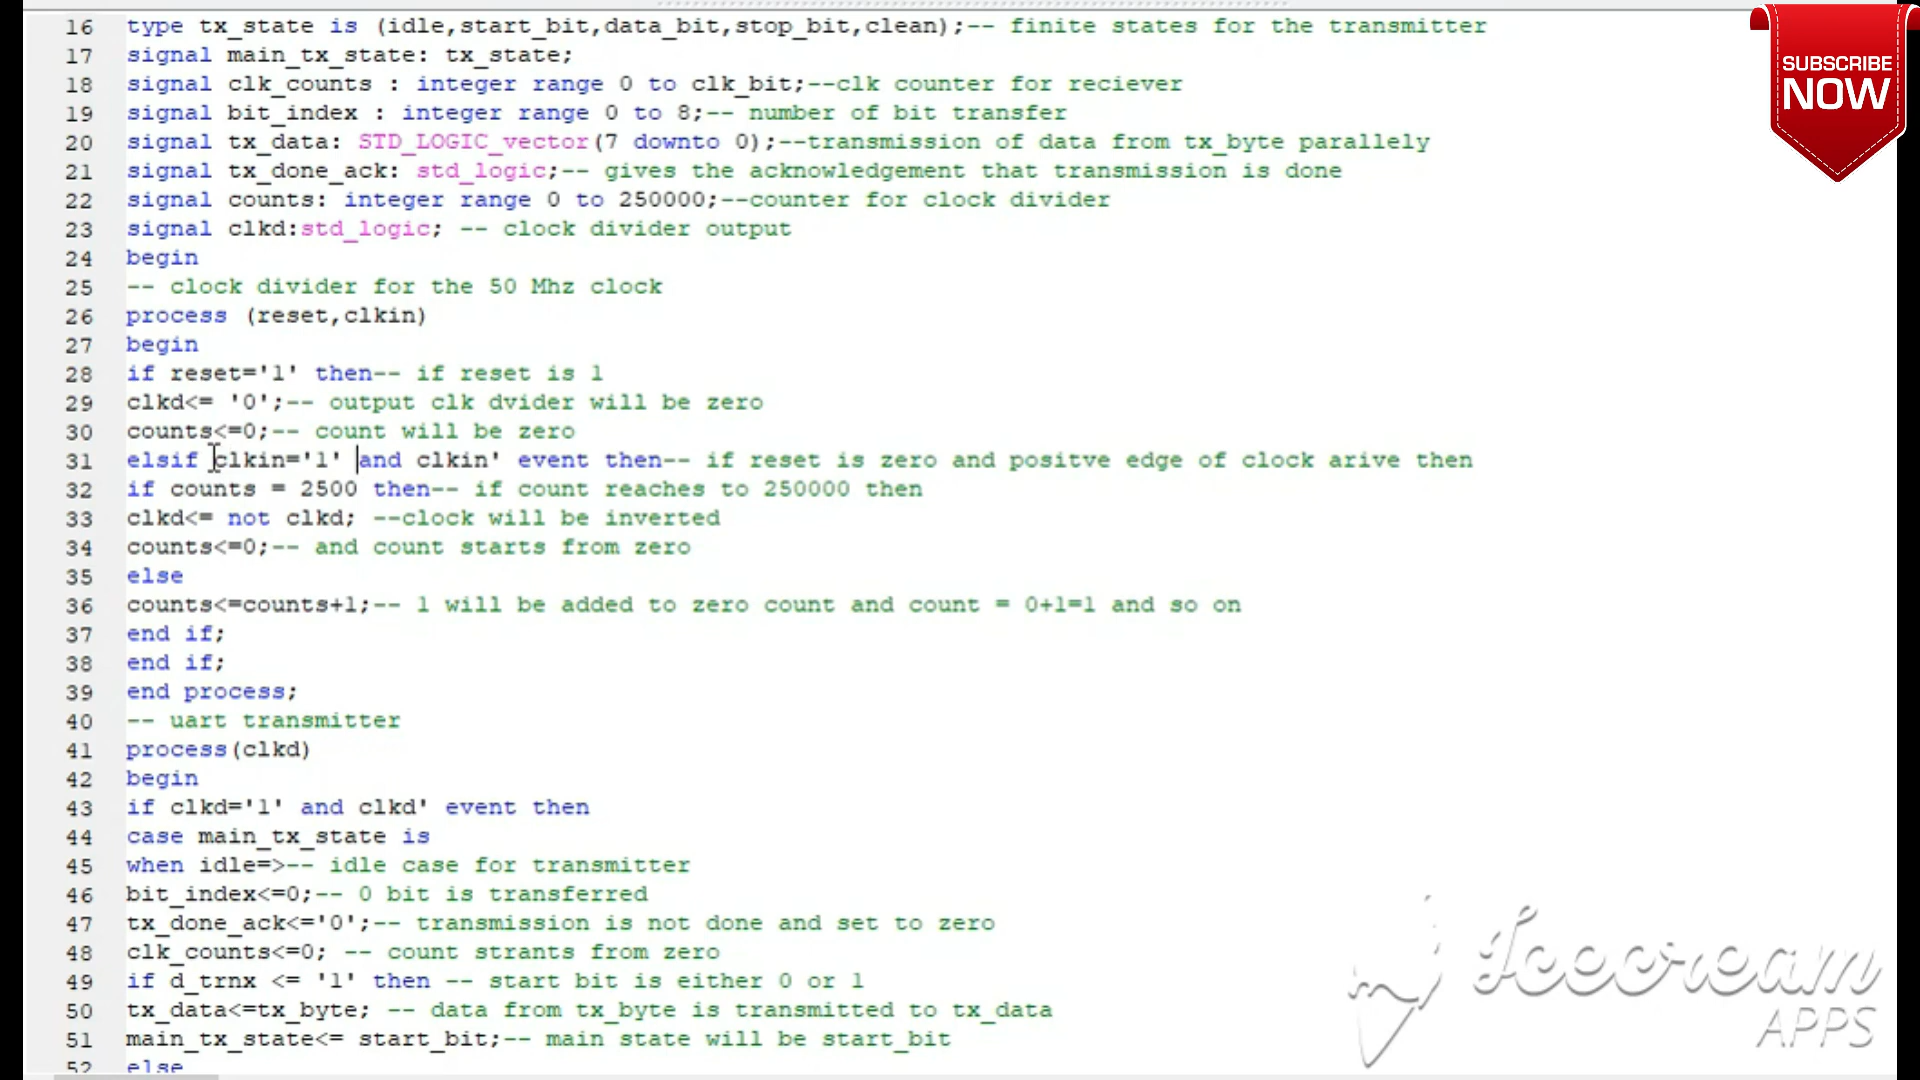 16 type tx_state is (idle,start_bit,data_bit,stop_bit,clean);-- finite states for the transmitter
17 signal main_tx_state: tx_state;
18 signal clk_counts : integer range 0 to clk_bit;--clk counter for reciever
19 signal bit_index : integer range 0 to 8;-- number of bit transfer
20 signal tx_data: STD_LOGIC_vector(7 downto 0);--transmission of data from tx_byte parallely
21 signal tx_done_ack: std_logic;-- gives the acknowledgement that transmission is done
22 signal counts: integer range 0 to 250000;--counter for clock divider
23 signal clkd:std_logic; -- clock divider output
24 begin
25 -- clock divider for the 50 Mhz clock
26 process (reset,clkin)
27 begin
28 if reset='1' then-- if reset is 1
29 clkd<= '0';-- output clk dvider will be zero
30 counts<=0;-- count will be zero
31 elsif clkin='1' and clkin' event then-- if reset is zero and positve edge of clock arive then
32 if counts = 2500 then-- if count reaches to 250000 then
33 clkd<= not clkd; --clock will be inverted
34 counts<=0;-- and count starts from zero
35 else
36 counts<=counts+1;-- 1 will be added to zero count and count = 0+1=1 and so on
37 end if;
38 end if;
39 end process;
40 -- uart transmitter
41 process(clkd)
42 begin
43 if clkd='1' and clkd' event then
44 case main_tx_state is
45 when idle=>-- idle case for transmitter
46 bit_index<=0;-- 0 bit is transferred
47 tx_done_ack<='0';-- transmission is not done and set to zero
48 clk_counts<=0; -- count strants from zero
49 if d_trnx <= '1' then -- start bit is either 0 or 1
50 tx_data<=tx_byte; -- data from tx_byte is transmitted to tx_data
51 main_tx_state<= start_bit;-- main state will be start_bit
52 else
SUBSCRIBE
NOW
Icecream
APPS